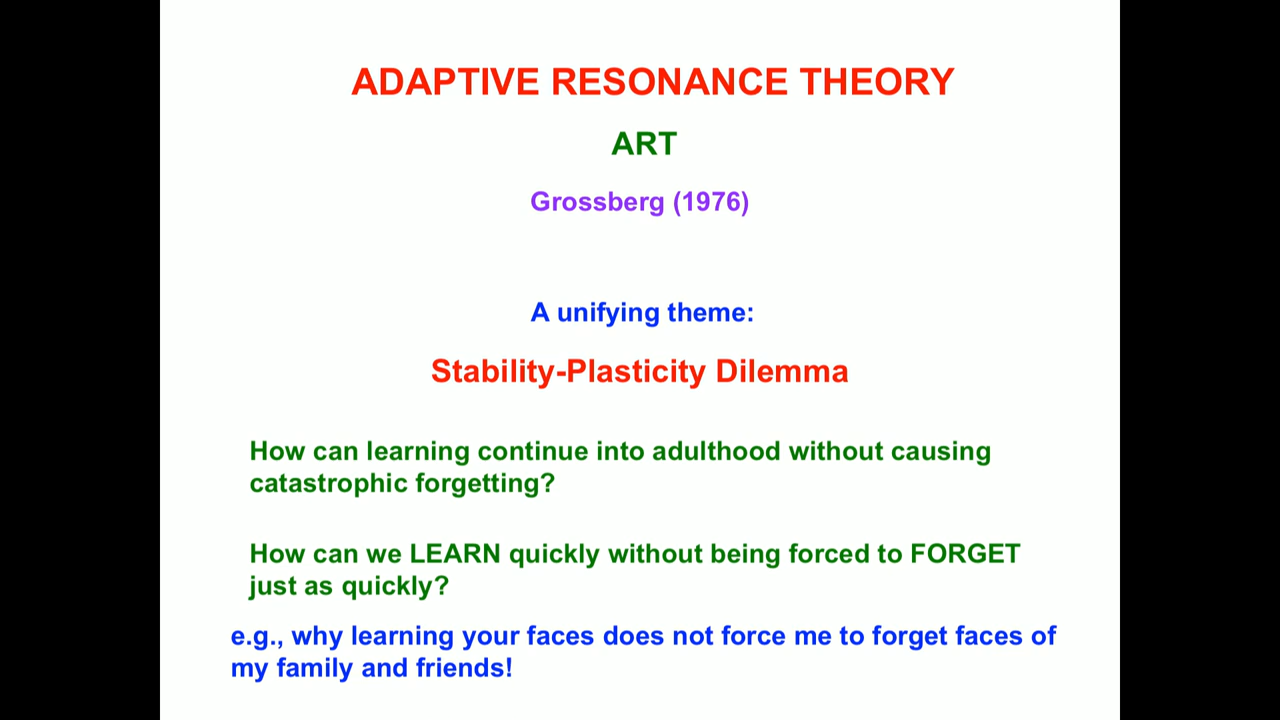 ADAPTIVE RESONANCE THEORY
ART
Grossberg (1976)
A unifying theme:
Stability-Plasticity Dilemma
How can learning continue into adulthood without causing
catastrophic forgetting?
How can we LEARN quickly without being forced to FORGET
just as quickly?
e.g., why learning your faces does not force me to forget faces of
my family and friends!